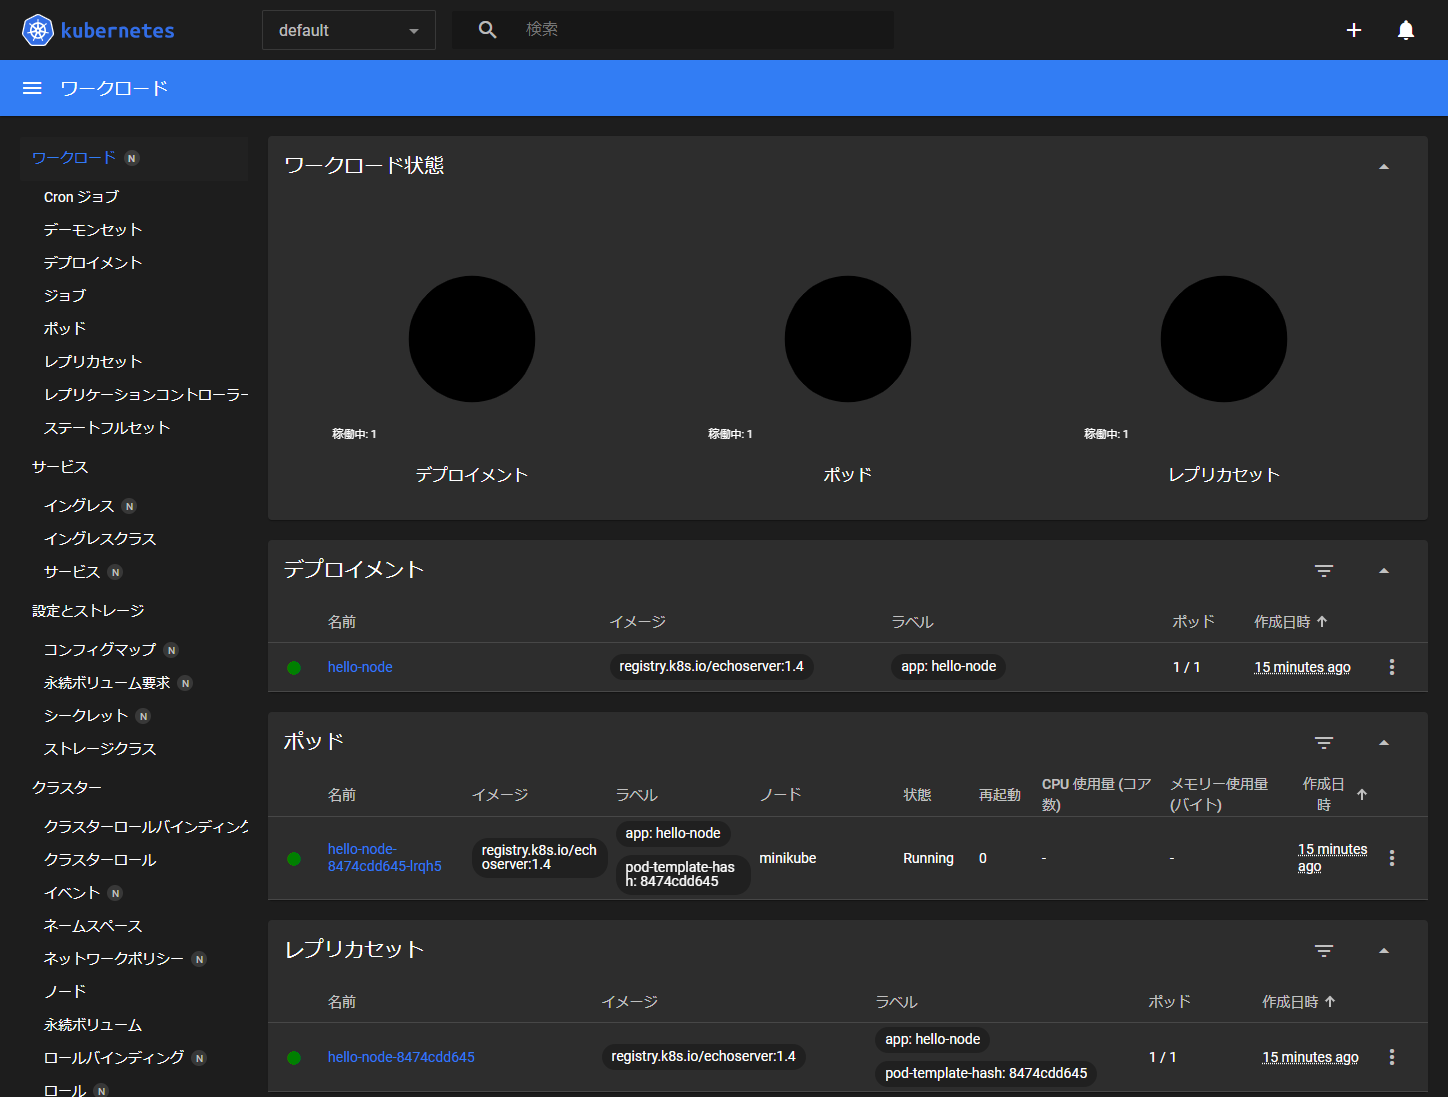 kubernetes
default
検索
ワークロード
ワークロード N
Cron ジョブ
デーモンセット
デプロイメント
ジョブ
ポッド
レプリカセット
レプリケーションコントローラー
ステートフルセット
サービス
イングレス N
イングレスクラス
サービス N
設定とストレージ
コンフィグマップ N
永続ボリューム要求 N
シークレット N
ストレージクラス
クラスター
クラスターロールバインディング
クラスターロール
イベント N
ネームスペース
ネットワークポリシー N
ノード
永続ボリューム
ロールバインディング N
ロール N
ワークロード状態
稼働中: 1
デプロイメント
稼働中: 1
ポッド
稼働中: 1
レプリカセット
デプロイメント
名前 イメージ ラベル ポッド 作成日時
hello-node registry.k8s.io/echoserver:1.4 app: hello-node 1 / 1 15 minutes ago
ポッド
名前 イメージ ラベル ノード 状態 再起動 CPU 使用量 (コア
数) メモリー使用量
(バイト) 作成日
時
hello-node-
8474cdd645-lrqh5
registry.k8s.io/ech
oserver:1.4
app: hello-node
pod-template-has
h: 8474cdd645
minikube Running 0 - -
15 minutes
ago
レプリカセット
名前 イメージ ラベル ポッド 作成日時
hello-node-8474cdd645 registry.k8s.io/echoserver:1.4
app: hello-node
pod-template-hash: 8474cdd645
1 / 1 15 minutes ago